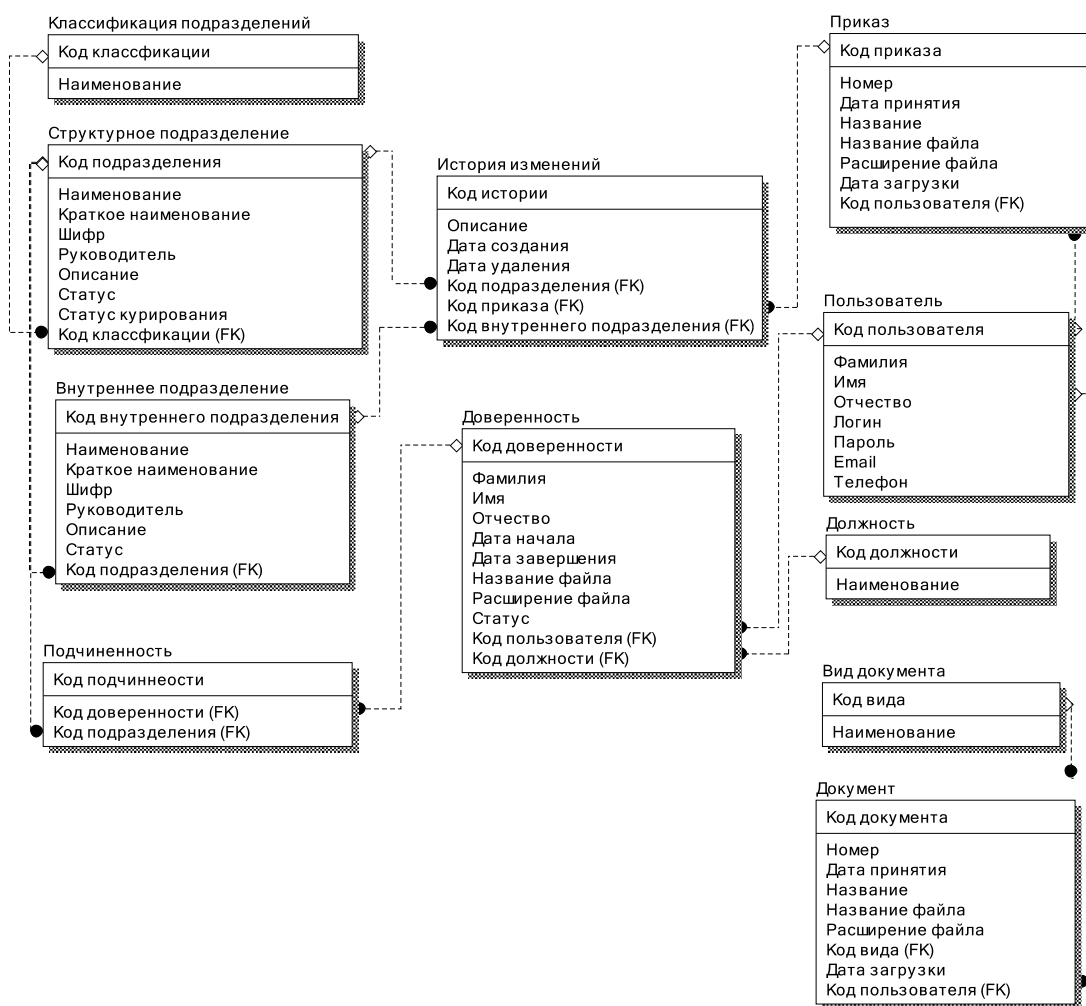 Классификация подразделений
Код классфикации
Наименование
Структурное подразделение
Код подразделения
Наименование
Краткое наименование
Шифр
Руководитель
Описание
Статус
Статус курирования
Код классфикации (FK)
Внутреннее подразделение
Код внутреннего подразделения
Наименование
Краткое наименование
Шифр
Руководитель
Описание
Статус
Код подразделения (FK)
Подчиненность
Код подчиннеости
Код доверенности (FK)
Код подразделения (FK)
История изменений
Код истории
Описание
Дата создания
Дата удаления
Код подразделения (FK)
Код приказа (FK)
Код внутреннего подразделения (FK)
Доверенность
Код доверенности
Фамилия
Имя
Отчество
Дата начала
Дата завершения
Название файла
Расширение файла
Статус
Код пользователя (FK)
Код должности (FK)
Приказ
Код приказа
Номер
Дата принятия
Название
Название файла
Расширение файла
Дата загрузки
Код пользователя (FK)
Пользователь
Код пользователя
Фамилия
Имя
Отчество
Логин
Пароль
Email
Телефон
Должность
Код должности
Наименование
Вид документа
Код вида
Наименование
Документ
Код документа
Номер
Дата принятия
Название
Название файла
Расширение файла
Код вида (FK)
Дата загрузки
Код пользователя (FK)